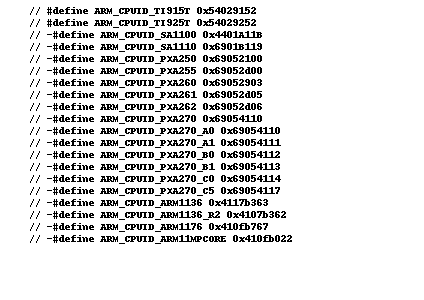 // #define ARM_CPUID_TI915T 0x54029152
// #define ARM_CPUID_TI925T 0x54029252
// -#define ARM_CPUID_SA1100 0x4401A11B
// -#define ARM_CPUID_SA1110 0x6901B119
// -#define ARM_CPUID_PXA250 0x69052100
// -#define ARM_CPUID_PXA255 0x69052d00
// -#define ARM_CPUID_PXA260 0x69052903
// -#define ARM_CPUID_PXA261 0x69052d05
// -#define ARM_CPUID_PXA262 0x69052d06
// -#define ARM_CPUID_PXA270 0x69054110
// -#define ARM_CPUID_PXA270_A0 0x69054110
// -#define ARM_CPUID_PXA270_A1 0x69054111
// -#define ARM_CPUID_PXA270_B0 0x69054112
// -#define ARM_CPUID_PXA270_B1 0x69054113
// -#define ARM_CPUID_PXA270_C0 0x69054114
// -#define ARM_CPUID_PXA270_C5 0x69054117
// -#define ARM_CPUID_ARM1136 0x4117b363
// -#define ARM_CPUID_ARM1136_R2 0x4107b362
// -#define ARM_CPUID_ARM1176 0x410fb767
// -#define ARM_CPUID_ARM11MPCORE 0x410fb022